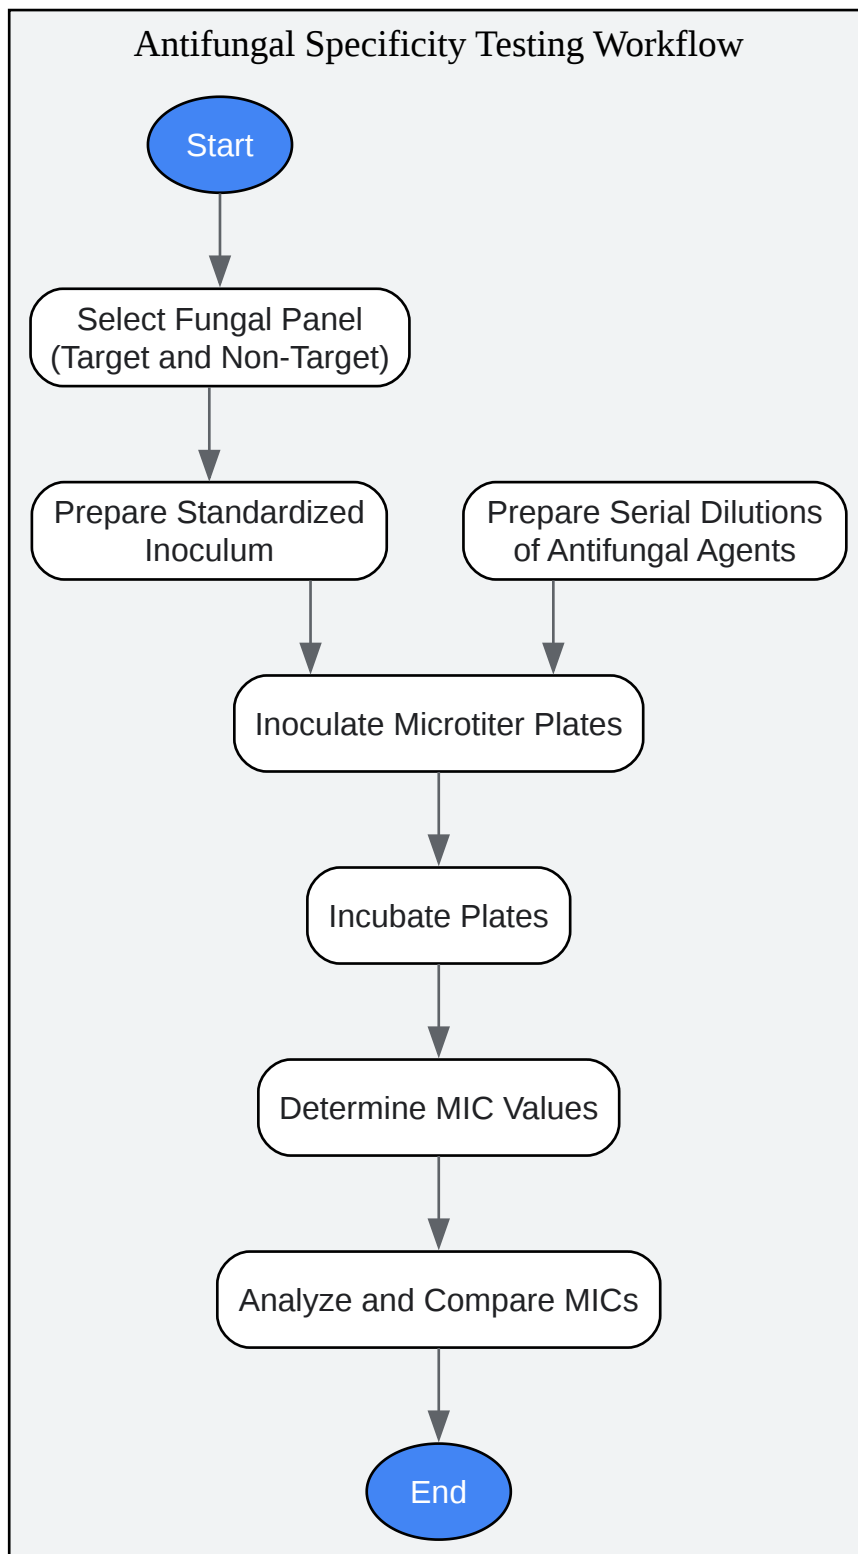 Antifungal Specificity Testing Workflow
Start
Select Fungal Panel
(Target and Non-Target)
Prepare Standardized
Inoculum
Prepare Serial Dilutions
of Antifungal Agents
Inoculate Microtiter Plates
Incubate Plates
Determine MIC Values
Analyze and Compare MICs
End